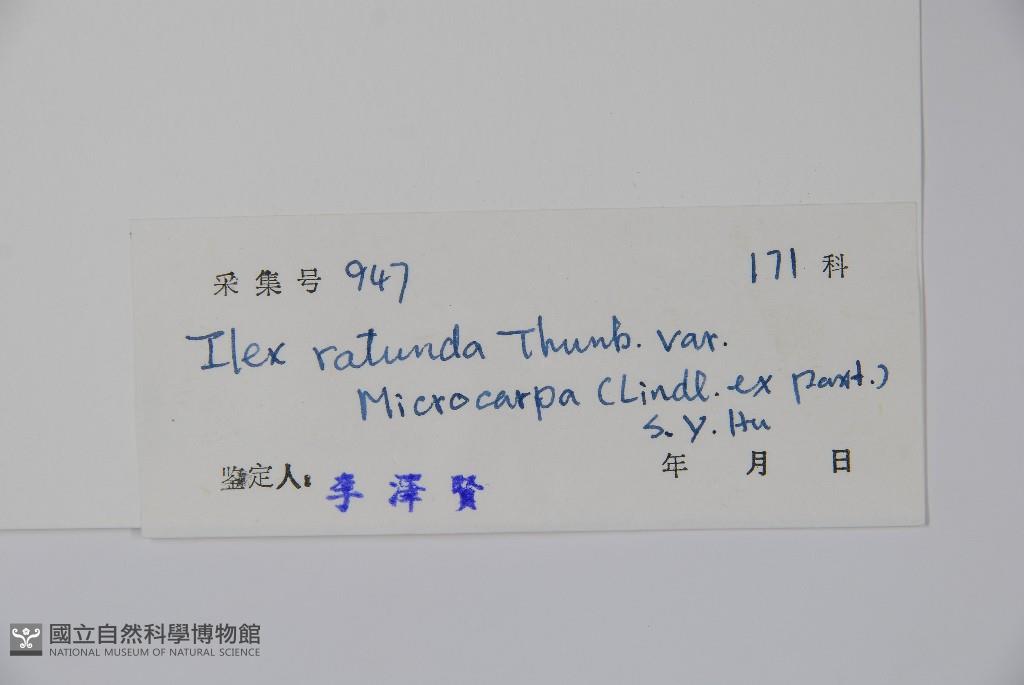 采集号 947 171 科
Ilex ratunda Thunb. var.
Microcarpa (Lindl. ex paxt.)
S. Y. Hu
年 月 日
鉴定人: 李澤賢
國立自然科學博物館
NATIONAL MUSEUM OF NATURAL SCIENCE